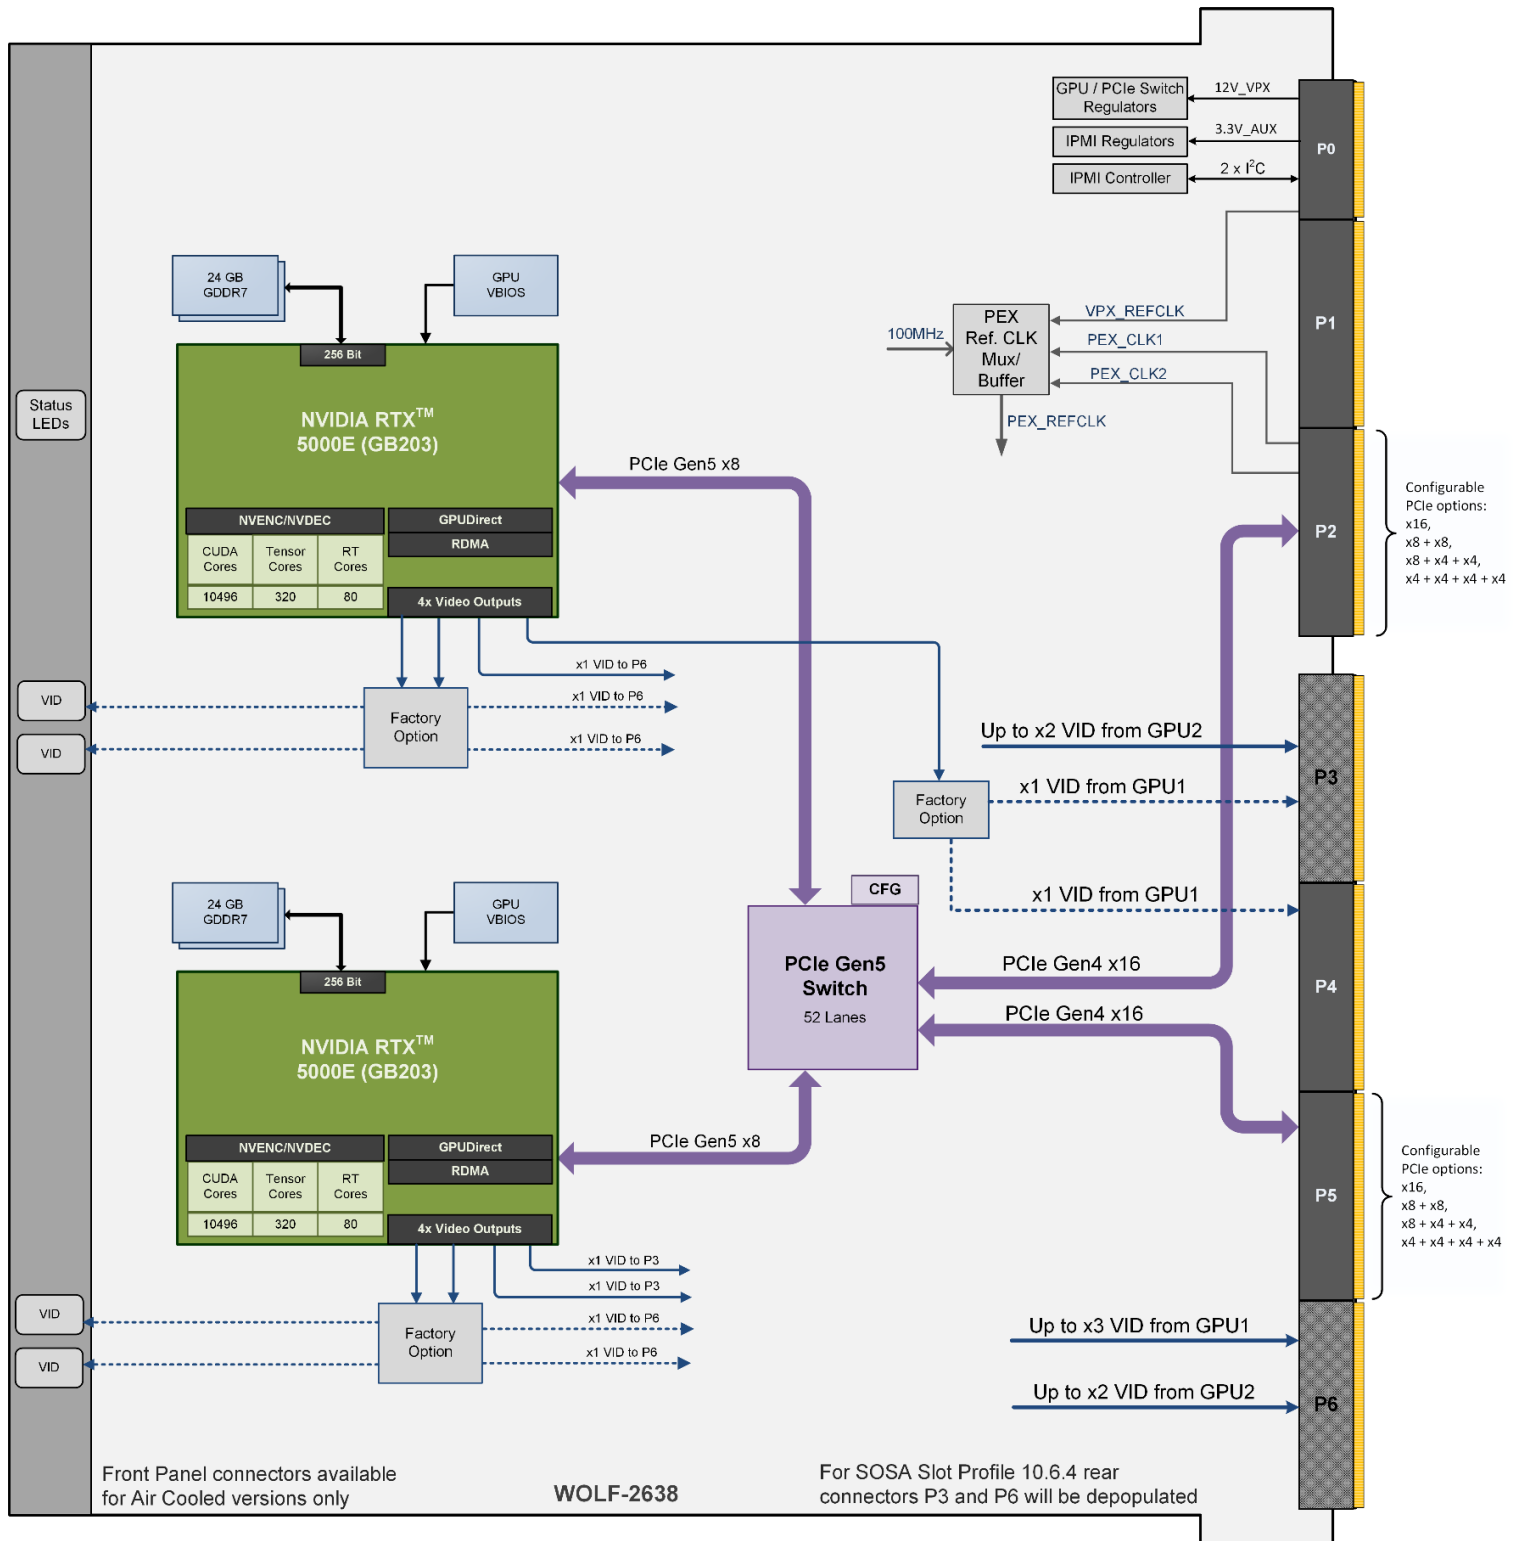 GPU / PCIe Switch
Regulators
12V_VPX
IPMI Regulators
3.3V_AUX
IPMI Controller
2 x I²C
P0
24 GB
GDDR7
GPU
VBIOS
256 Bit
NVIDIA RTX™
5000E (GB203)
NVENC/NVDEC
GPUDirect
RDMA
CUDA
Cores
Tensor
Cores
RT
Cores
10496
320
80
4x Video Outputs
Status
LEDs
100MHz
PEX
Ref. CLK
Mux/
Buffer
VPX_REFCLK
PEX_CLK1
PEX_CLK2
PEX_REFCLK
P1
PCIe Gen5 x8
P2
Configurable
PCIe options:
x16,
x8 + x8,
x8 + x4 + x4,
x4 + x4 + x4 + x4
VID
VID
Factory
Option
x1 VID to P6
x1 VID to P6
x1 VID to P6
Up to x2 VID from GPU2
x1 VID from GPU1
Factory
Option
x1 VID from GPU1
P3
CFG
PCIe Gen5
Switch
52 Lanes
PCIe Gen4 x16
PCIe Gen4 x16
P4
24 GB
GDDR7
GPU
VBIOS
256 Bit
NVIDIA RTX™
5000E (GB203)
NVENC/NVDEC
GPUDirect
RDMA
CUDA
Cores
Tensor
Cores
RT
Cores
10496
320
80
4x Video Outputs
PCIe Gen5 x8
P5
Configurable
PCIe options:
x16,
x8 + x8,
x8 + x4 + x4,
x4 + x4 + x4 + x4
x1 VID to P3
x1 VID to P3
x1 VID to P6
x1 VID to P6
VID
VID
Factory
Option
Up to x3 VID from GPU1
Up to x2 VID from GPU2
P6
Front Panel connectors available
for Air Cooled versions only
WOLF-2638
For SOSA Slot Profile 10.6.4 rear
connectors P3 and P6 will be depopulated